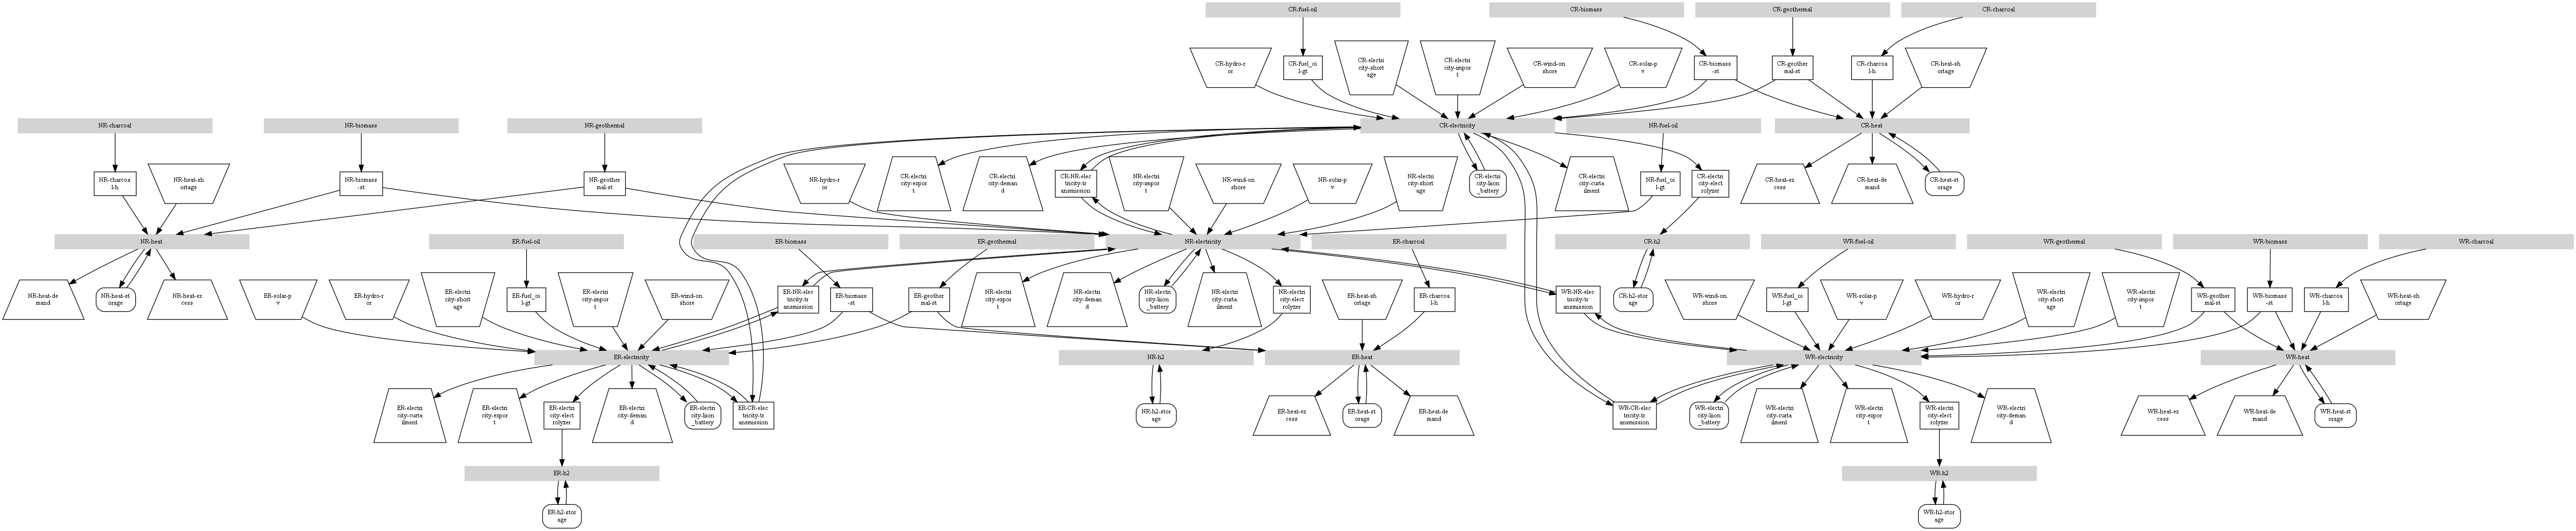 CR-fuel-oil
CR-biomass
CR-geothermal
CR-charcoal
CR-hydro-r
or
CR-fuel_oi
l-gt
CR-electri
city-short
age
CR-electri
city-impor
t
CR-wind-on
shore
CR-solar-p
v
CR-biomass
-st
CR-geother
mal-st
CR-charcoa
l-h
CR-heat-sh
ortage
NR-charcoal
NR-biomass
NR-geothermal
CR-electricity
NR-fuel-oil
CR-heat
NR-charcoa
l-h
NR-heat-sh
ortage
NR-biomass
-st
NR-geother
mal-st
NR-hydro-r
or
CR-electri
city-expor
t
CR-electri
city-deman
d
CR-NR-elec
tricity-tr
ansmission
NR-electri
city-impor
t
NR-wind-on
shore
NR-solar-p
v
NR-electri
city-short
age
CR-electri
city-liion
_battery
CR-electri
city-curta
ilment
NR-fuel_oi
l-gt
CR-electri
city-elect
rolyzer
CR-heat-ex
cess
CR-heat-de
mand
CR-heat-st
orage
NR-heat
ER-fuel-oil
ER-biomass
ER-geothermal
NR-electricity
ER-charcoal
CR-h2
WR-fuel-oil
WR-geothermal
WR-biomass
WR-charcoal
NR-heat-de
mand
NR-heat-st
orage
NR-heat-ex
cess
ER-solar-p
v
ER-hydro-r
or
ER-electri
city-short
age
ER-fuel_oi
l-gt
ER-electri
city-impor
t
ER-wind-on
shore
ER-NR-elec
tricity-tr
ansmission
ER-biomass
-st
ER-geother
mal-st
NR-electri
city-expor
t
NR-electri
city-deman
d
NR-electri
city-liion
_battery
NR-electri
city-curta
ilment
NR-electri
city-elect
rolyzer
ER-heat-sh
ortage
ER-charcoa
l-h
WR-NR-elec
tricity-tr
ansmission
CR-h2-stor
age
WR-wind-on
shore
WR-fuel_oi
l-gt
WR-solar-p
v
WR-hydro-r
or
WR-electri
city-short
age
WR-electri
city-impor
t
WR-geother
mal-st
WR-biomass
-st
WR-charcoa
l-h
WR-heat-sh
ortage
ER-electricity
NR-h2
ER-heat
WR-electricity
WR-heat
ER-electri
city-curta
ilment
ER-electri
city-expor
t
ER-electri
city-elect
rolyzer
ER-electri
city-deman
d
ER-electri
city-liion
_battery
ER-CR-elec
tricity-tr
ansmission
NR-h2-stor
age
ER-heat-ex
cess
ER-heat-st
orage
ER-heat-de
mand
WR-CR-elec
tricity-tr
ansmission
WR-electri
city-liion
_battery
WR-electri
city-curta
ilment
WR-electri
city-expor
t
WR-electri
city-elect
rolyzer
WR-electri
city-deman
d
WR-heat-ex
cess
WR-heat-de
mand
WR-heat-st
orage
ER-h2
WR-h2
ER-h2-stor
age
WR-h2-stor
age